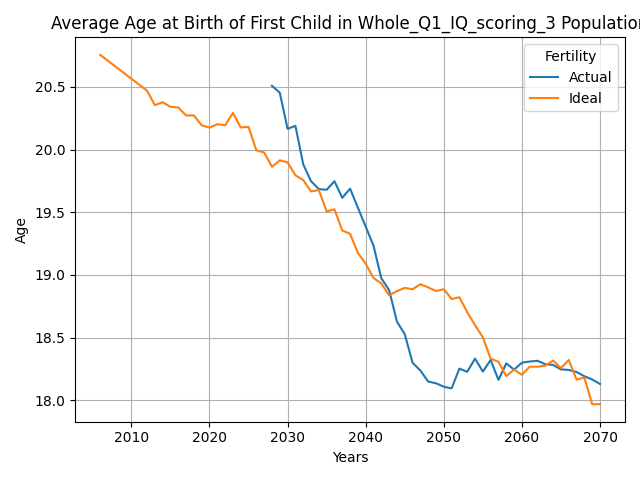 Average Age at Birth of First Child in Whole_Q1_IQ_scoring_3 Population
Fertility
Actual
Ideal
Age
20.5
20.0
19.5
19.0
18.5
18.0
2010
2020
2030
2040
2050
2060
2070
Years